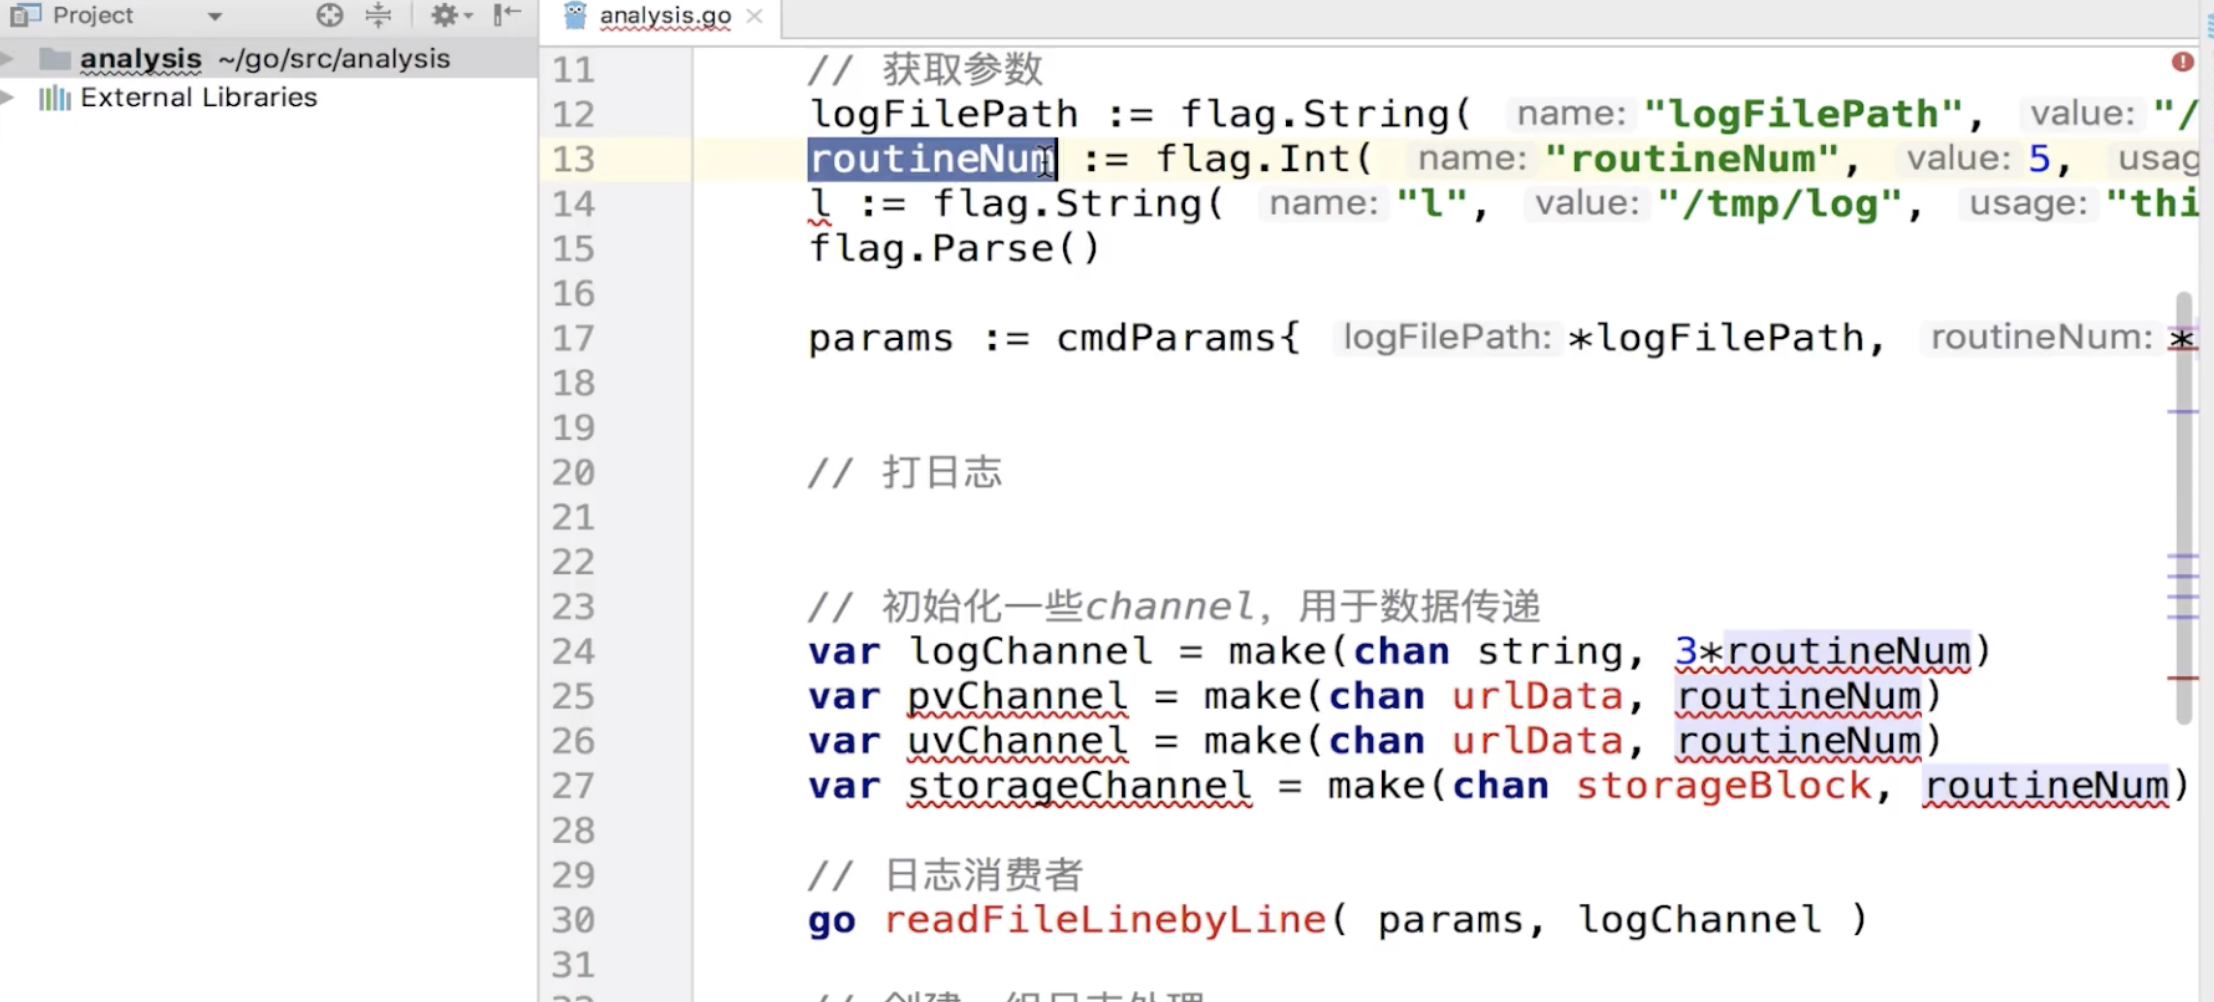 Project
analysis ~/go/src/analysis
External Libraries
analysis.go
11 // 获取参数
12 logFilePath := flag.String( name: "logFilePath", value: "/
13 routineNum := flag.Int( name: "routineNum", value: 5, usag
14 l := flag.String( name: "l", value: "/tmp/log", usage: "thi
15 flag.Parse()
16
17 params := cmdParams{ logFilePath: *logFilePath, routineNum: *
18
19
20 // 打日志
21
22
23 // 初始化一些channel，用于数据传递
24 var logChannel = make(chan string, 3*routineNum)
25 var pvChannel = make(chan urlData, routineNum)
26 var uvChannel = make(chan urlData, routineNum)
27 var storageChannel = make(chan storageBlock, routineNum)
28
29 // 日志消费者
30 go readFileLinebyLine( params, logChannel )
31